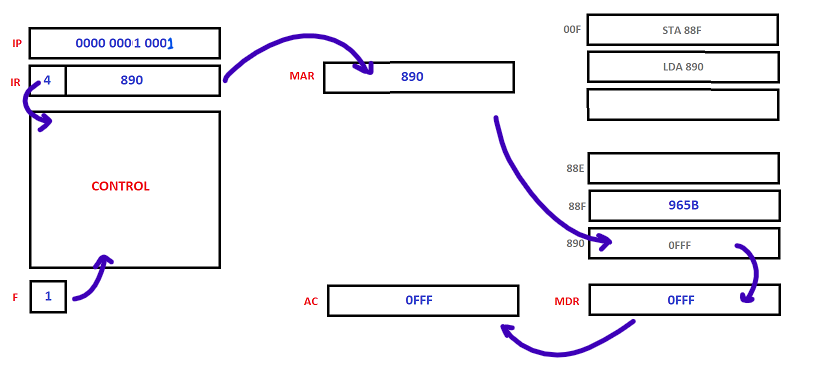 IP 0000 0001 0001
IR 4 890
CONTROL
F 1
MAR 890
AC 0FFF
00F STA 88F
LDA 890
88E
88F 965B
890 0FFF
MDR 0FFF